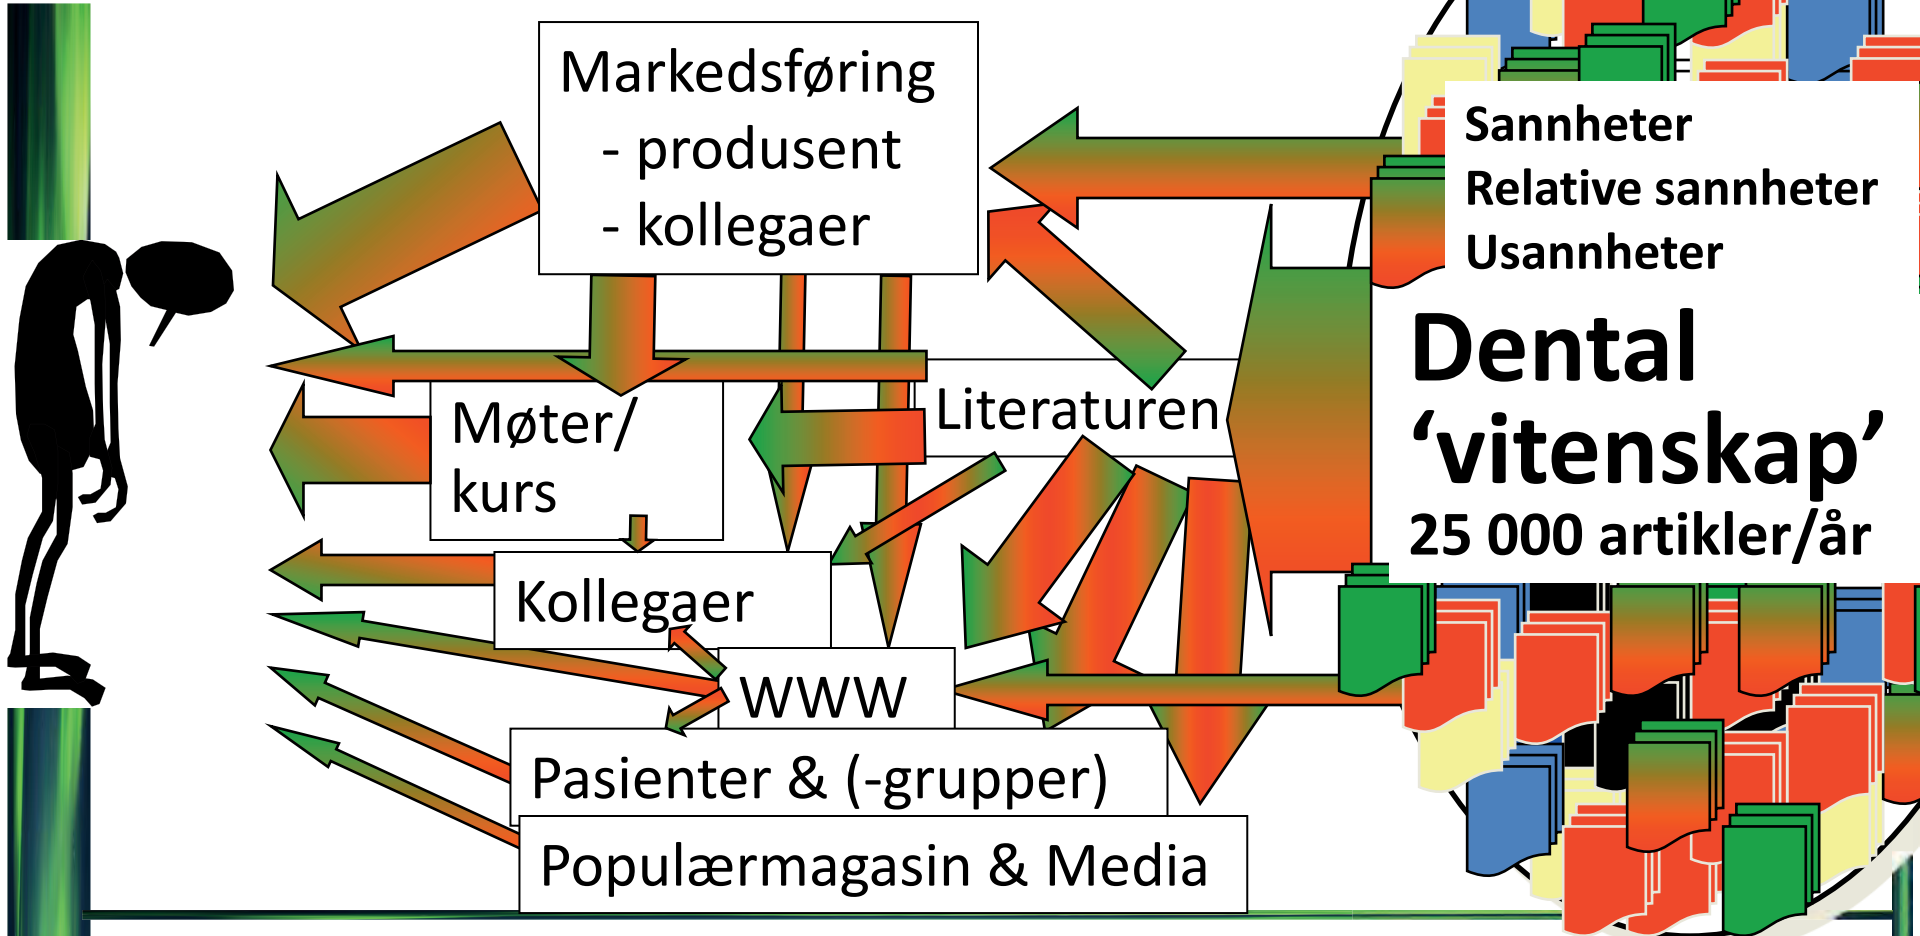 Markedsføring
- produsent
- kollegaer
Sannheter
Relative sannheter
Usannheter
Dental
‘vitenskap’
25 000 artikler/år
Literaturen
Møter/
kurs
Kollegaer
WWW
Pasienter & (-grupper)
Populærmagasin & Media